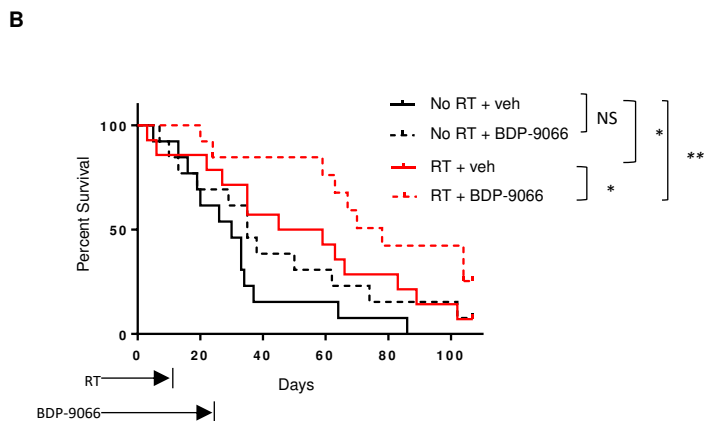 B
No RT + veh
No RT + BDP-9066
RT + veh
RT + BDP-9066
NS
*
**
*
Percent Survival
100
50
0
0 20 40 60 80 100
Days
RT
BDP-9066